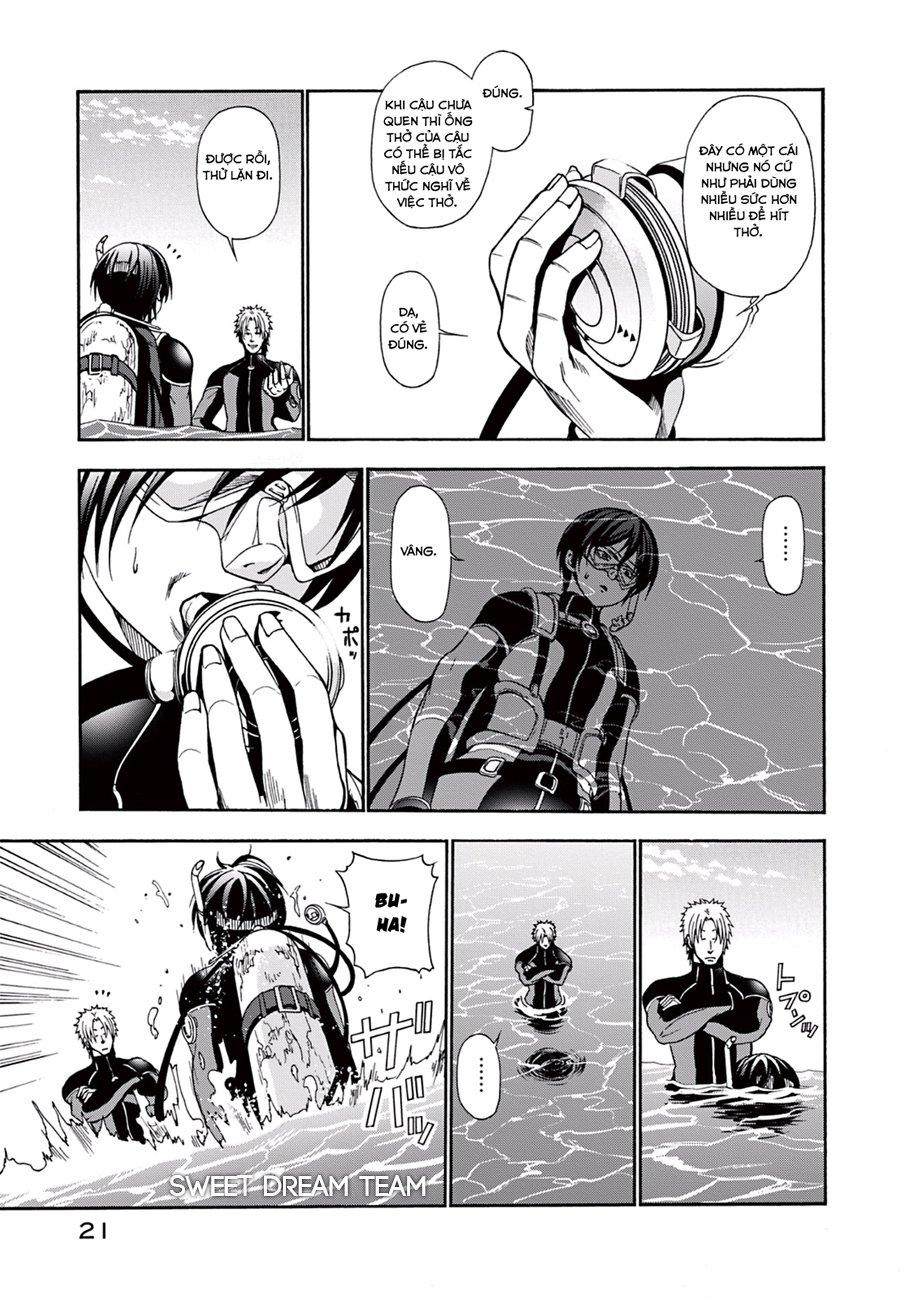 ĐÂY CÓ MỘT CÁI
NHƯNG NÓ CỨ
NHƯ PHẢI DÙNG
NHIỀU SỨC HƠN
NHIỀU ĐỂ HÍT
THỞ.
ĐÚNG.
KHI CẬU CHƯA
QUEN THÌ ỐNG
THỞ CỦA CẬU
CÓ THỂ BỊ TẮC
NẾU CẬU VÔ
THỨC NGHĨ VỀ
VIỆC THỞ.
DẠ,
CÓ VẺ
ĐÚNG.
ĐƯỢC RỒI,
THỬ LẶN ĐI.
......
VÂNG.
カポッ
トプンッ
......
BU-
HA!
ザバ
バッ
SWEET DREAM TEAM
21